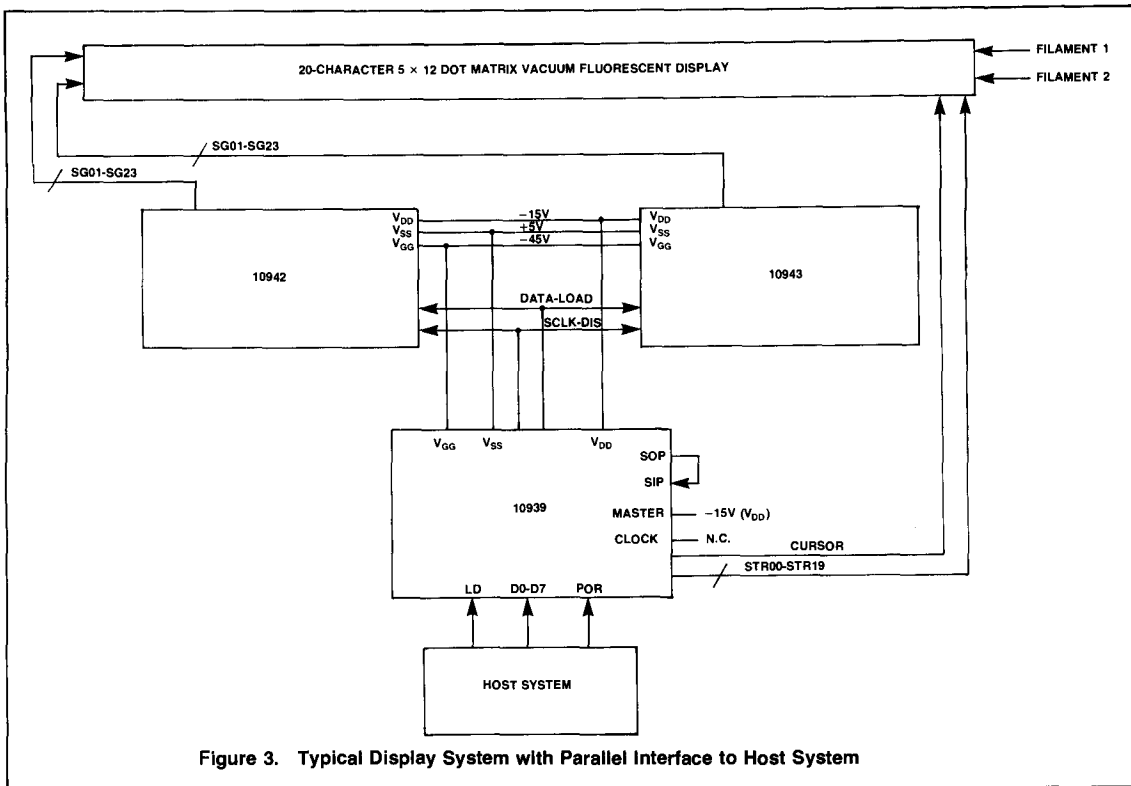 20-CHARACTER 5 × 12 DOT MATRIX VACUUM FLUORESCENT DISPLAY
FILAMENT 1
FILAMENT 2
SG01-SG23
SG01-SG23
VDD
VSS
VGG
−15V
+5V
−45V
VDD
VSS
VGG
10942
10943
DATA-LOAD
SCLK-DIS
VGG
VSS
VDD
SOP
SIP
10939
MASTER
−15V (VDD)
CLOCK
N.C.
CURSOR
STR00-STR19
LD
D0-D7
POR
HOST SYSTEM
Figure 3. Typical Display System with Parallel Interface to Host System